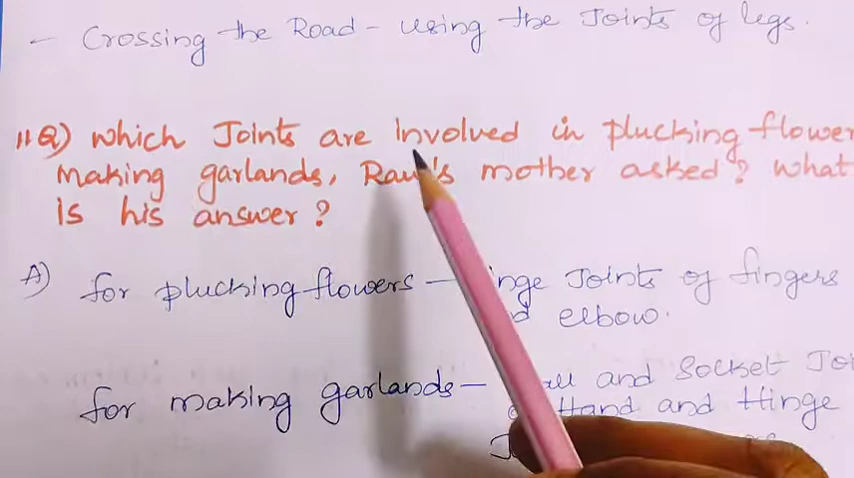 - Crossing the Road - using the Joints of legs.
11Q) which Joints are involved in plucking flower
making garlands, Ravi's mother asked? what
is his answer?
A) for plucking flowers - inge Joints of fingers
d elbow.
for making garlands - all and Socket Joi
Hand and Hinge
J